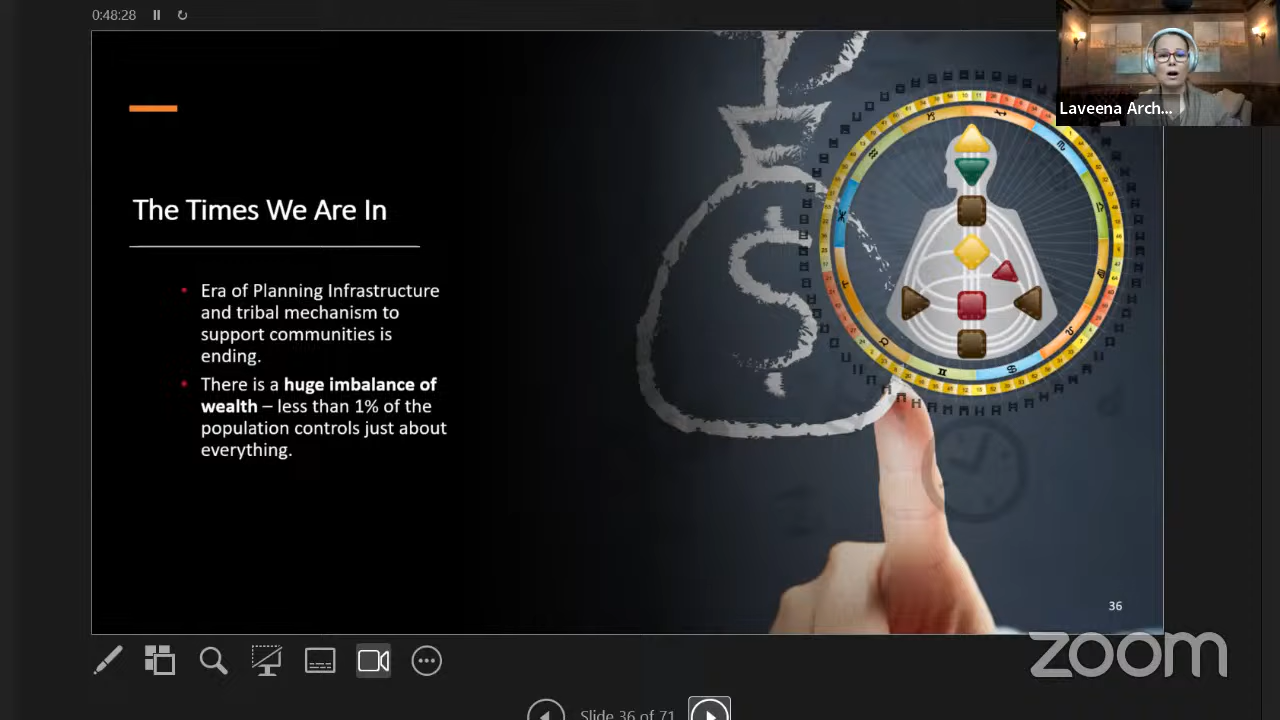 0:48:28
Laveena Arch...
The Times We Are In
• Era of Planning Infrastructure
and tribal mechanism to
support communities is
ending.
• There is a huge imbalance of
wealth – less than 1% of the
population controls just about
everything.
$
36
zoom
Slide 36 of 71